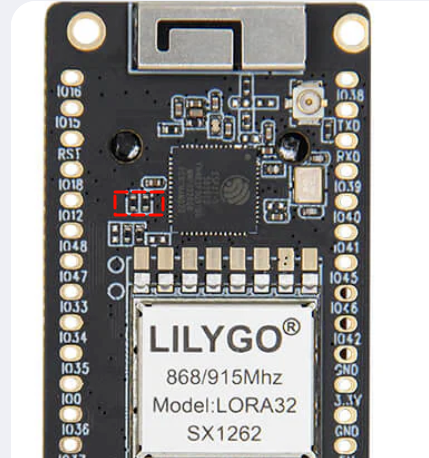 IO16
IO15
RST
IO18
IO12
IO48
IO47
IO33
IO34
IO35
IO0
IO36
IO38
TXD
RXD
IO39
IO40
IO41
IO45
IO46
IO42
GND
3.3V
GND
LILYGO®
868/915Mhz
Model:LORA32
SX1262